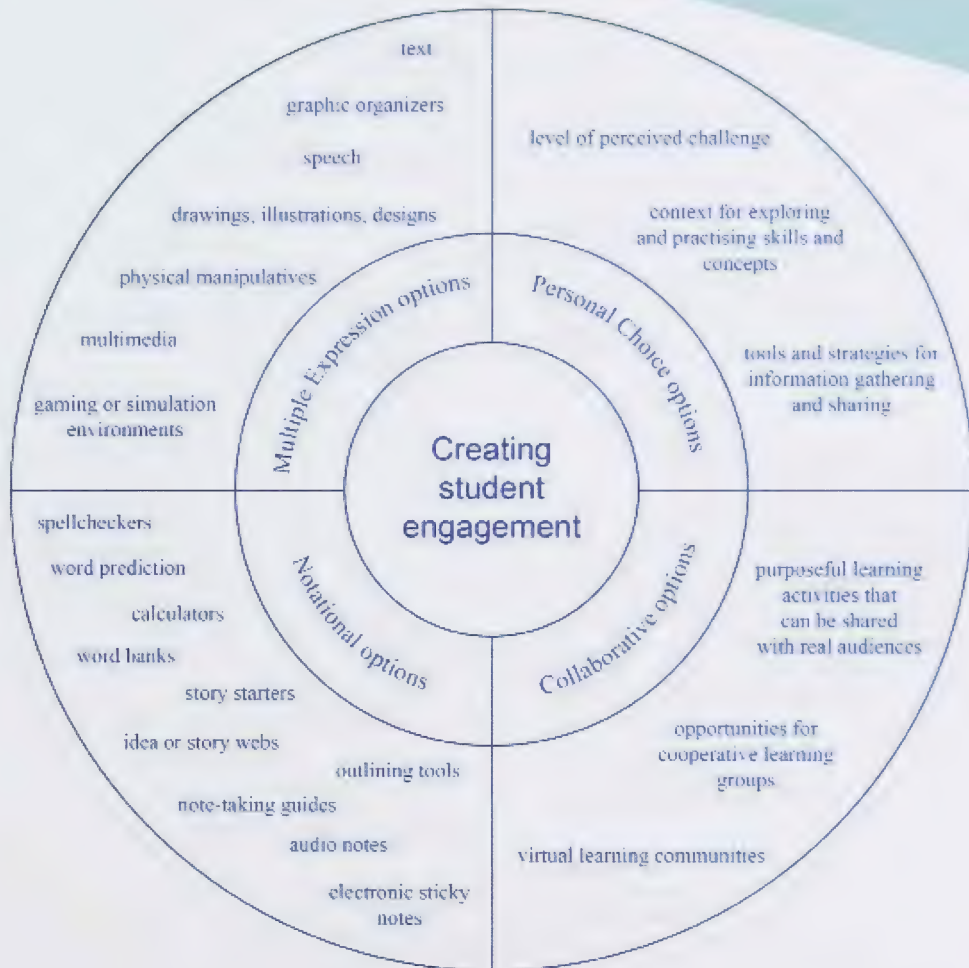 text
graphic organizers
speech
drawings, illustrations, designs
physical manipulatives
multimedia
gaming or simulation
environments
Multiple Expression options
level of perceived challenge
context for exploring
and practising skills and
concepts
tools and strategies for
information gathering
and sharing
Personal Choice options
Creating
student
engagement
spellcheckers
word prediction
calculators
word banks
story starters
idea or story webs
outlining tools
note-taking guides
audio notes
electronic sticky
notes
Notational options
purposeful learning
activities that
can be shared
with real audiences
opportunities for
cooperative learning
groups
virtual learning communities
Collaborative options